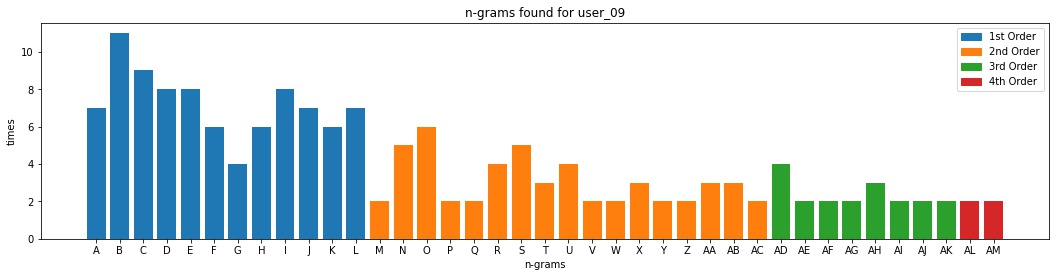 n-grams found for user_09
1st Order
2nd Order
3rd Order
4th Order
times
10
8
6
4
2
0
A B C D E F G H I J K L M N O P Q R S T U V W X Y Z AA AB AC AD AE AF AG AH AI AJ AK AL AM
n-grams